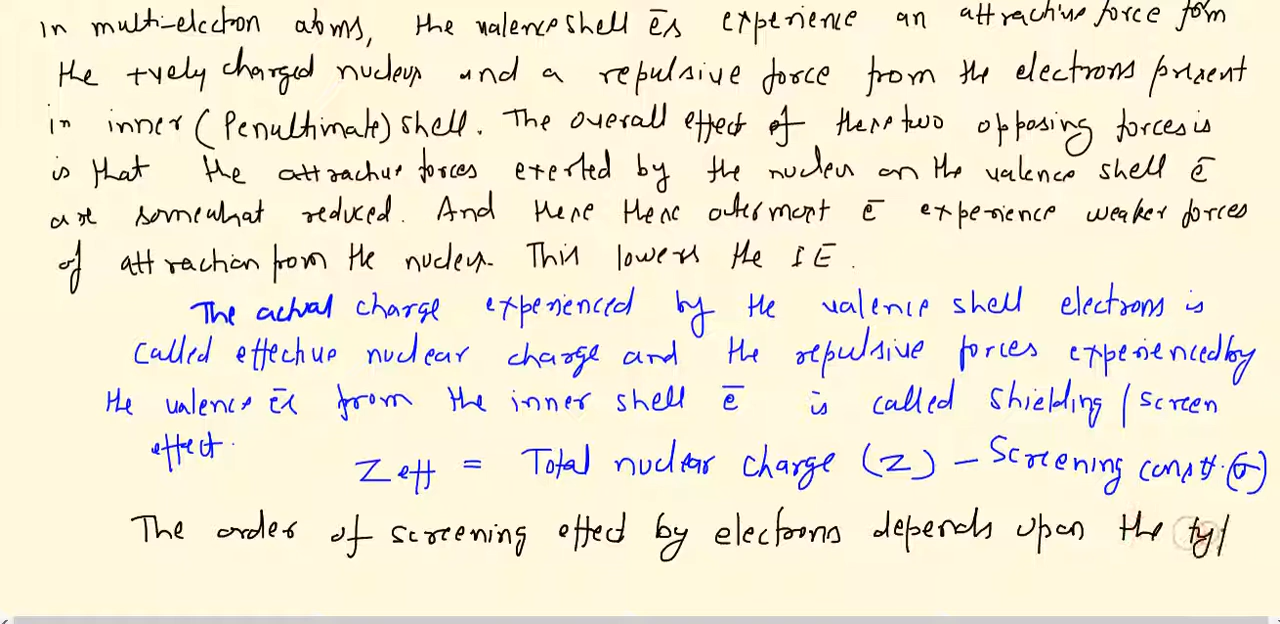 in multi-electron atoms, the valence shell ēs experience an attractive force form
the +vely charged nucleus and a repulsive force from the electrons present
in inner (Penultimate) shell. The overall effect of these two opposing forces is
is that the attractive forces exerted by the nucleus on the valence shell ē
are somewhat reduced. And these these outermost ē experience weaker forces
of attraction from the nucleus. This lowers the IE.
The actual charge experienced by the valence shell electrons is
called effective nuclear charge and the repulsive forces experienced by
the valence ēs from the inner shell ē is called shielding / screen
effect.
Zeff = Total nuclear charge (Z) – Screening constt. (σ)
The order of screening effect by electrons depends upon the